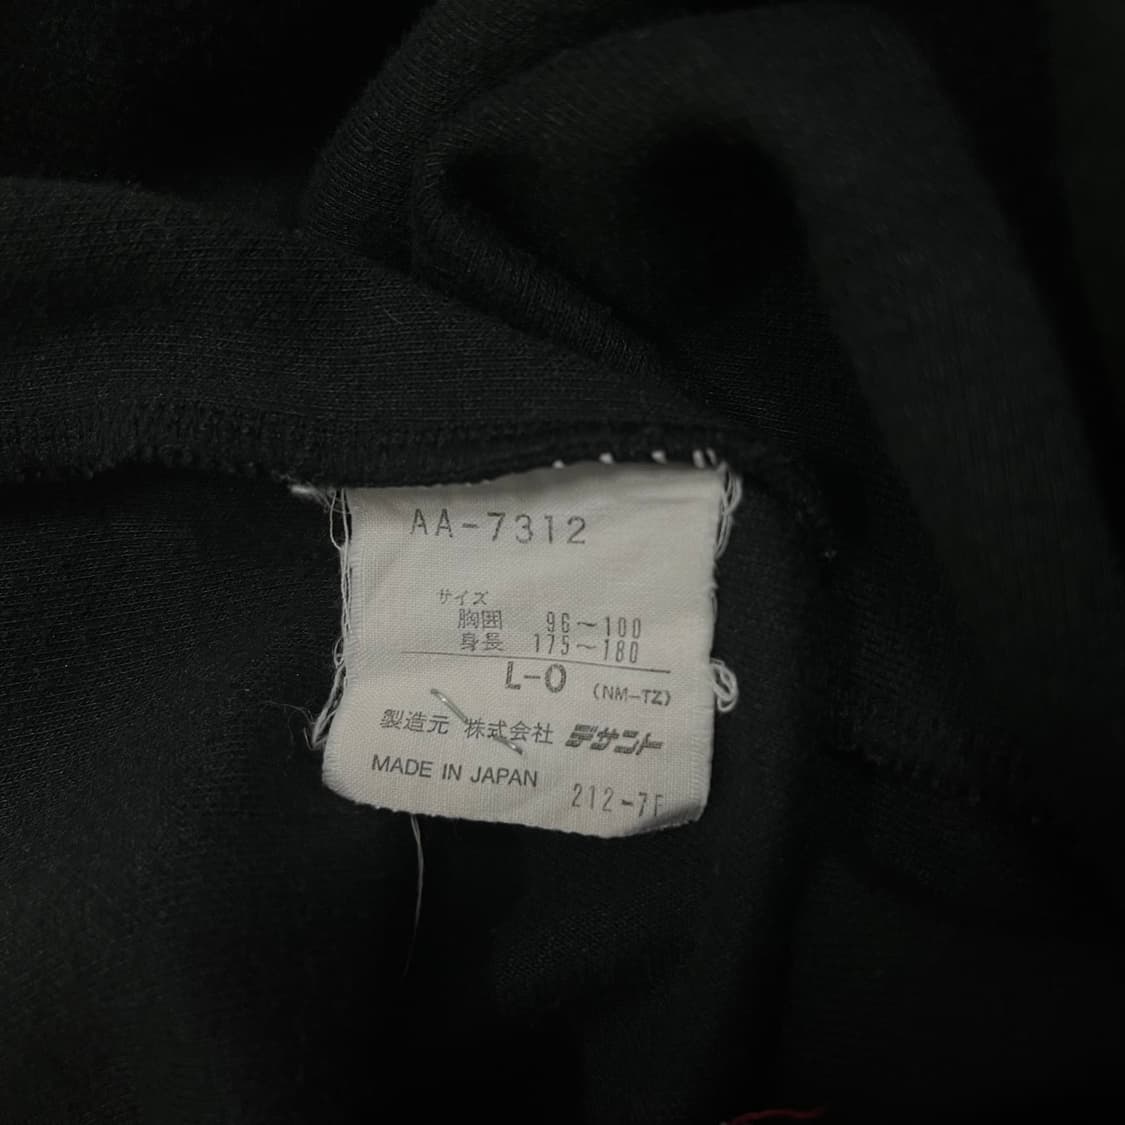 AA-7312
サイズ
胸囲 96~100
身長 175~180
L-O (NM-TZ)
製造元 株式会社 デサント
MADE IN JAPAN
212-7F